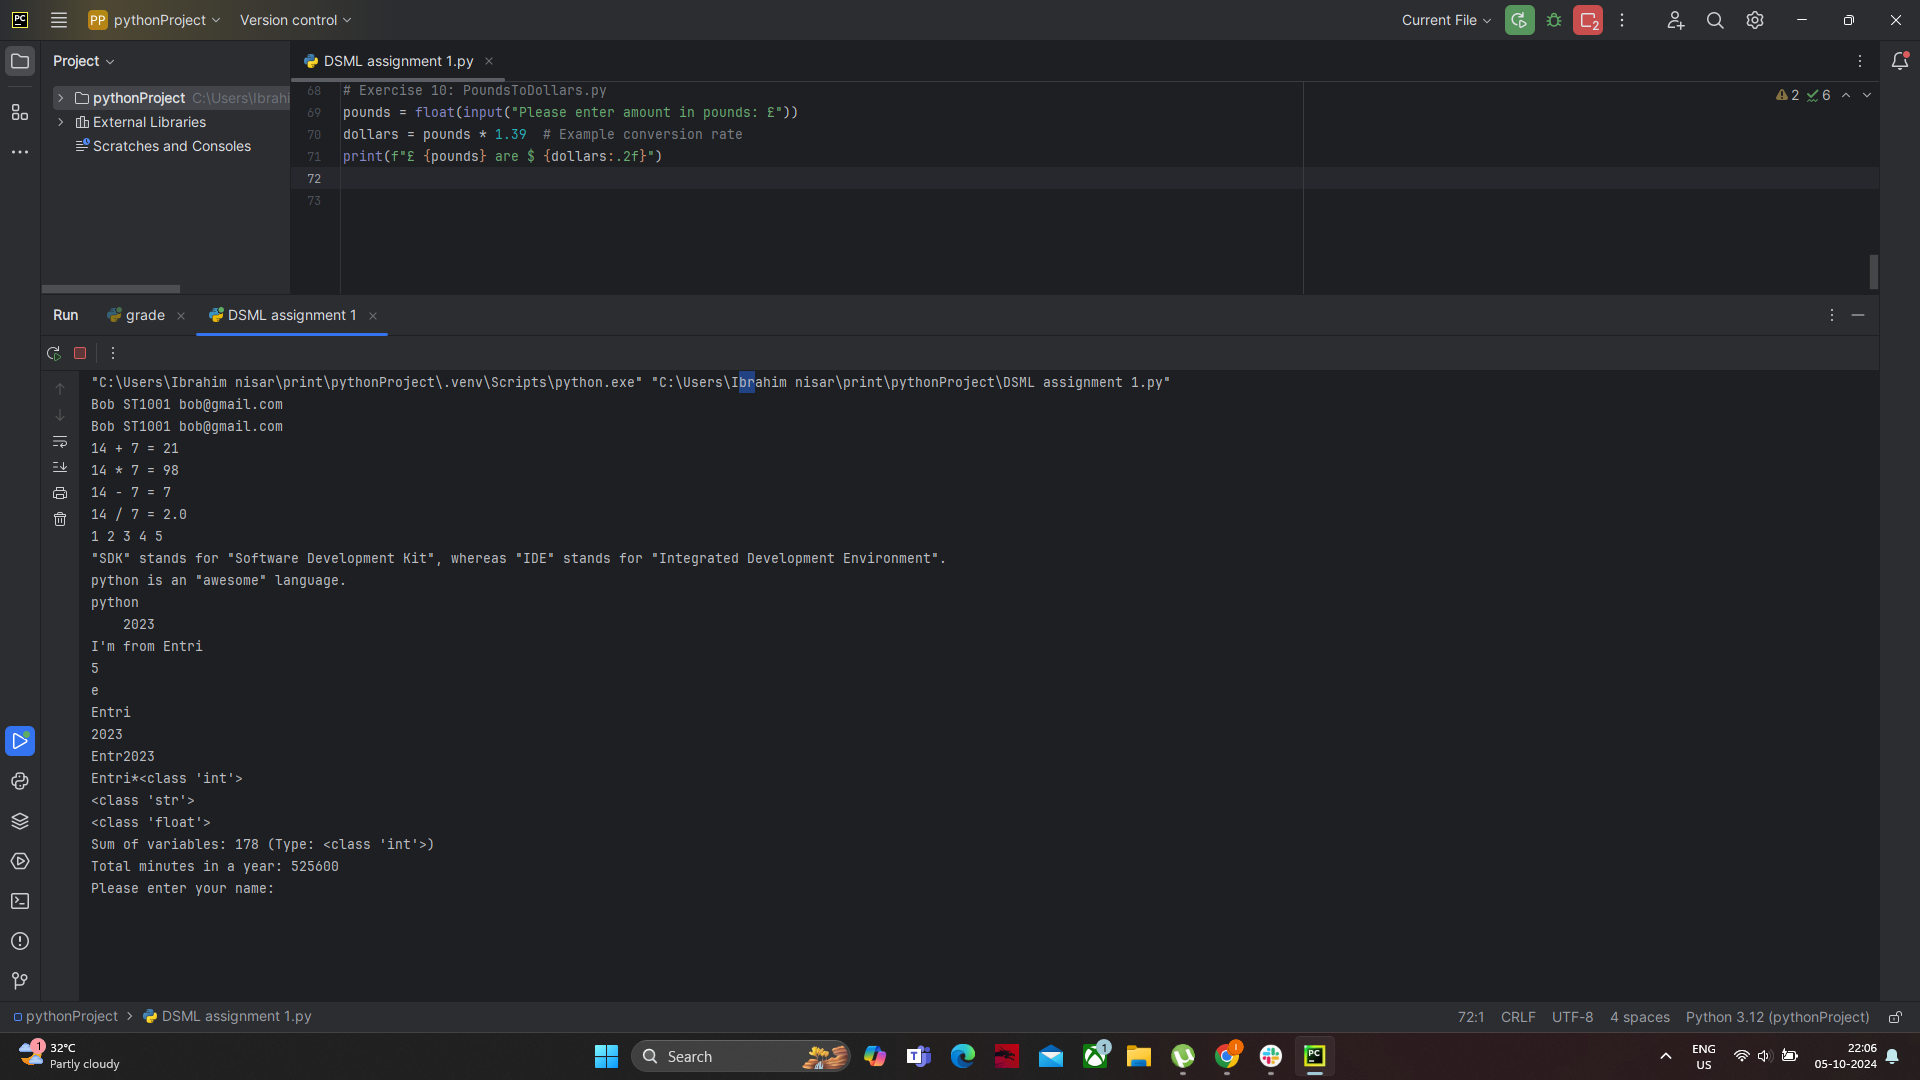 PC
PP pythonProject
Version control
Current File
2
Project
DSML assignment 1.py
pythonProject C:\Users\Ibrahi
External Libraries
Scratches and Consoles
68 # Exercise 10: PoundsToDollars.py
69 pounds = float(input("Please enter amount in pounds: £"))
70 dollars = pounds * 1.39  # Example conversion rate
71 print(f"£ {pounds} are $ {dollars:.2f}")
72
73
2 6
Run
grade
DSML assignment 1
"C:\Users\Ibrahim nisar\print\pythonProject\.venv\Scripts\python.exe" "C:\Users\Ibrahim nisar\print\pythonProject\DSML assignment 1.py"
Bob ST1001 bob@gmail.com
Bob ST1001 bob@gmail.com
14 + 7 = 21
14 * 7 = 98
14 - 7 = 7
14 / 7 = 2.0
1 2 3 4 5
"SDK" stands for "Software Development Kit", whereas "IDE" stands for "Integrated Development Environment".
python is an "awesome" language.
python
    2023
I'm from Entri
5
e
Entri
2023
Entr2023
Entri*<class 'int'>
<class 'str'>
<class 'float'>
Sum of variables: 178 (Type: <class 'int'>)
Total minutes in a year: 525600
Please enter your name:
pythonProject > DSML assignment 1.py
72:1 CRLF UTF-8 4 spaces Python 3.12 (pythonProject)
1
32°C
Partly cloudy
Search
1
PC
ENG
US
22:06
05-10-2024